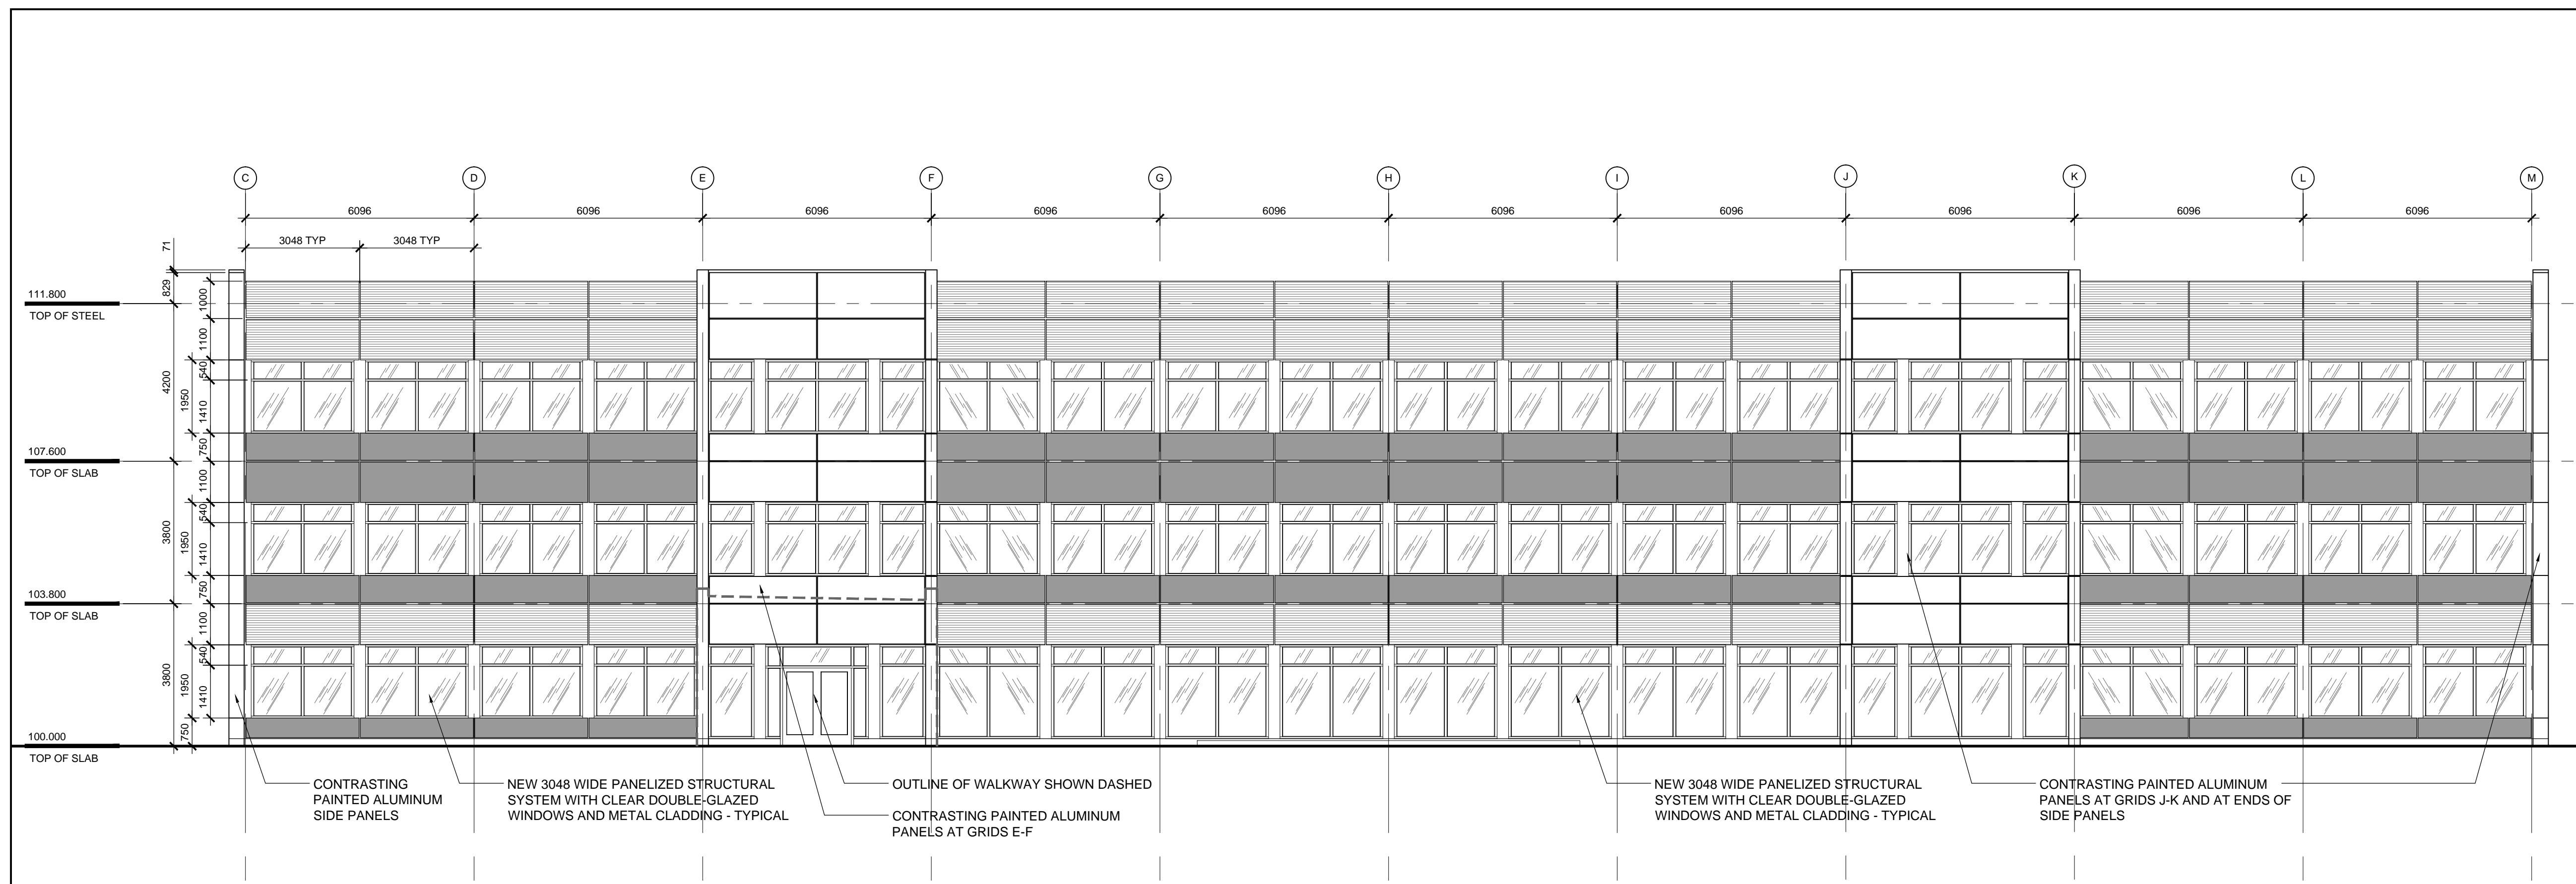 C
D
E
F
G
H
I
J
K
L
M
6096
6096
6096
6096
6096
6096
6096
6096
6096
6096
3048 TYP
3048 TYP
71
829
1000
111.800
TOP OF STEEL
1100
4200
540
1950
1410
750
107.600
TOP OF SLAB
1100
3800
540
1950
1410
750
103.800
TOP OF SLAB
1100
3800
540
1950
1410
750
100.000
TOP OF SLAB
CONTRASTING
PAINTED ALUMINUM
SIDE PANELS
NEW 3048 WIDE PANELIZED STRUCTURAL
SYSTEM WITH CLEAR DOUBLE-GLAZED
WINDOWS AND METAL CLADDING - TYPICAL
OUTLINE OF WALKWAY SHOWN DASHED
CONTRASTING PAINTED ALUMINUM
PANELS AT GRIDS E-F
NEW 3048 WIDE PANELIZED STRUCTURAL
SYSTEM WITH CLEAR DOUBLE-GLAZED
WINDOWS AND METAL CLADDING - TYPICAL
CONTRASTING PAINTED ALUMINUM
PANELS AT GRIDS J-K AND AT ENDS OF
SIDE PANELS